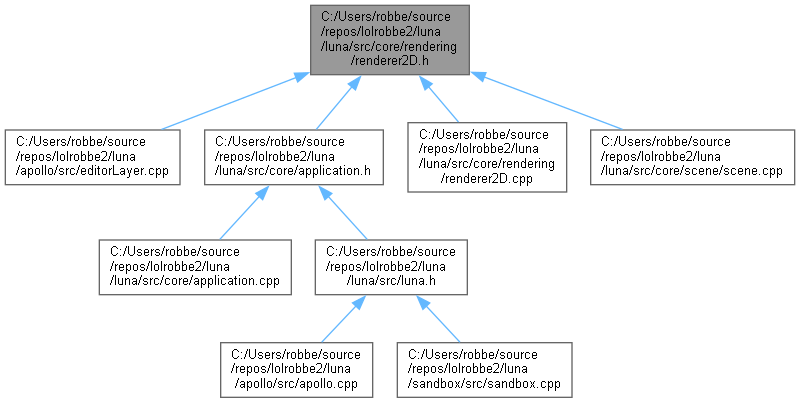 C:/Users/robbe/source
/repos/lolrobbe2/luna
/luna/src/core/rendering
/renderer2D.h
C:/Users/robbe/source
/repos/lolrobbe2/luna
/apollo/src/editorLayer.cpp
C:/Users/robbe/source
/repos/lolrobbe2/luna
/luna/src/core/application.h
C:/Users/robbe/source
/repos/lolrobbe2/luna
/luna/src/core/rendering
/renderer2D.cpp
C:/Users/robbe/source
/repos/lolrobbe2/luna
/luna/src/core/scene/scene.cpp
C:/Users/robbe/source
/repos/lolrobbe2/luna
/luna/src/core/application.cpp
C:/Users/robbe/source
/repos/lolrobbe2/luna
/luna/src/luna.h
C:/Users/robbe/source
/repos/lolrobbe2/luna
/apollo/src/apollo.cpp
C:/Users/robbe/source
/repos/lolrobbe2/luna
/sandbox/src/sandbox.cpp